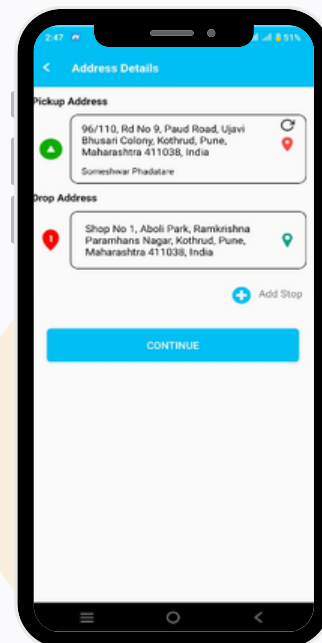 2:47 51%
Address Details
Pickup Address
96/110, Rd No 9, Paud Road, Ujavi
Bhusari Colony, Kothrud, Pune,
Maharashtra 411038, India
Someshwar Phadatare
Drop Address
1
Shop No 1, Aboli Park, Ramkrishna
Paramhans Nagar, Kothrud, Pune,
Maharashtra 411038, India
Add Stop
CONTINUE